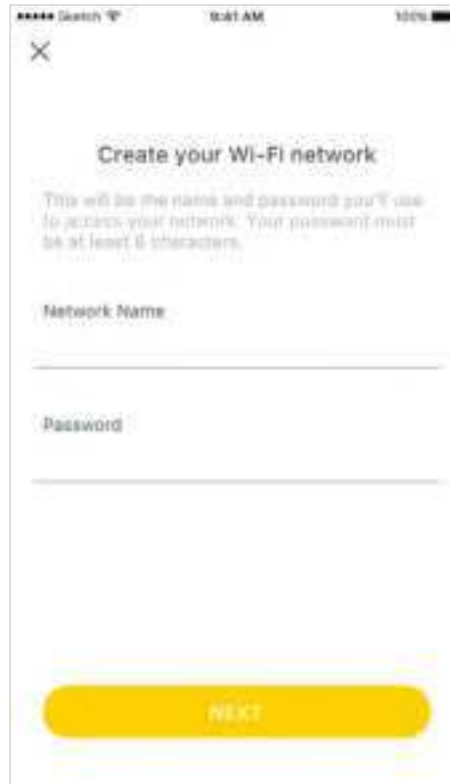 Sketch 9:41 AM 100%
Create your Wi-Fi network
This will be the name and password you'll use
to access your network. Your password must
be at least 8 characters.
Network Name
Password
NEXT